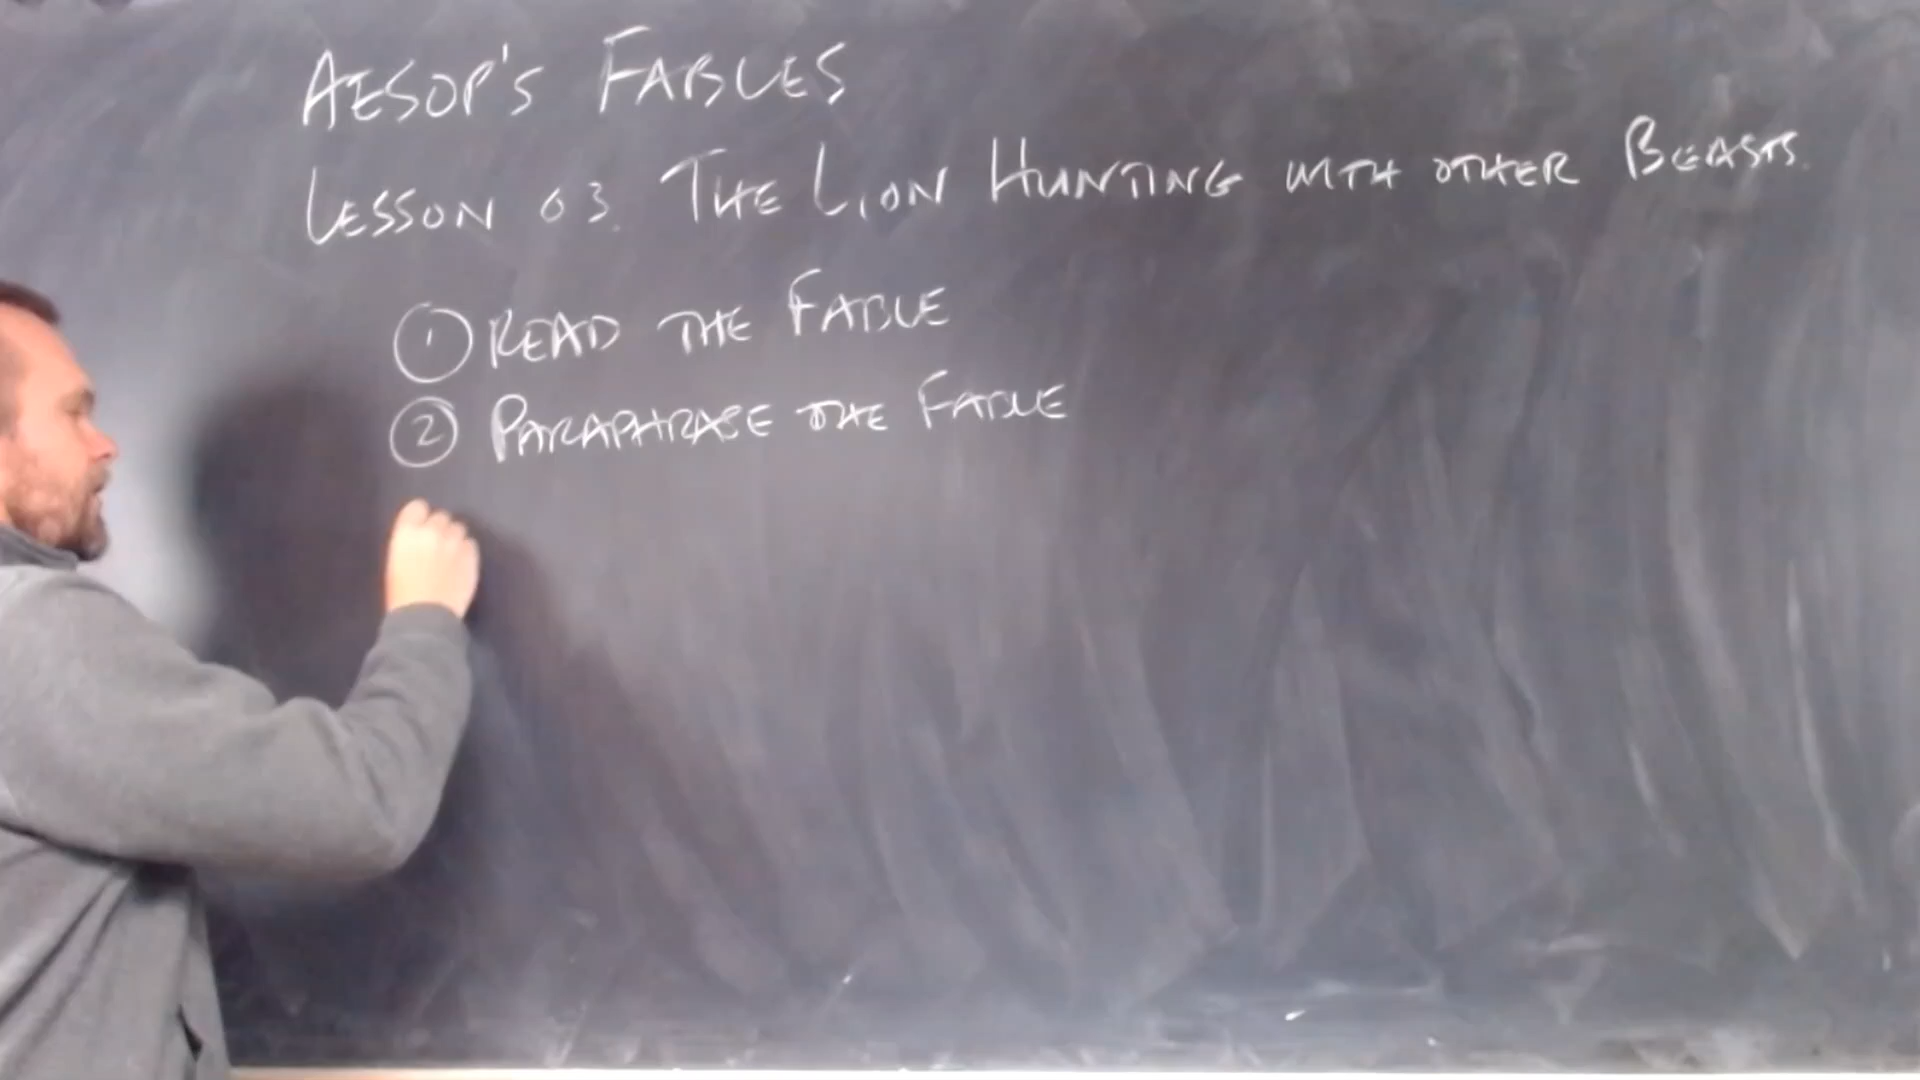 AESOP'S FABLES
LESSON 03. THE LION HUNTING WITH OTHER BEASTS.
① READ THE FABLE
② PARAPHRASE THE FABLE